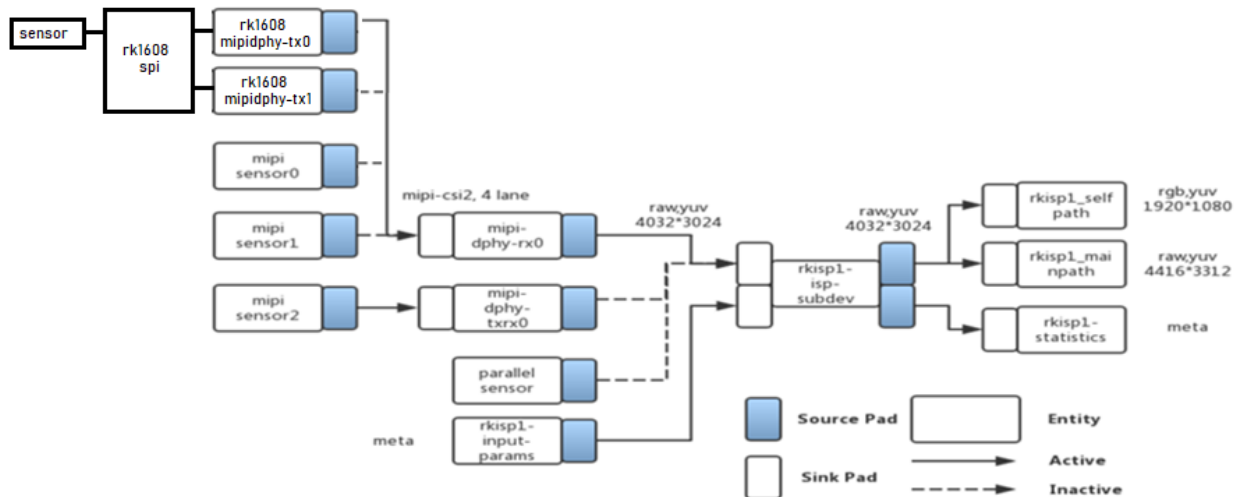 sensor
rk1608
spi
rk1608
mipidphy-tx0
rk1608
mipidphy-tx1
mipi
sensor0
mipi
sensor1
mipi
sensor2
mipi-csi2, 4 lane
mipi-
dphy-rx0
mipi-
dphy-
txrx0
parallel
sensor
meta
rkisp1-
input-
params
raw,yuv
4032*3024
rkisp1-
isp-
subdev
raw,yuv
4032*3024
rkisp1_self
path
rgb,yuv
1920*1080
rkisp1_ma
inpath
raw,yuv
4416*3312
rkisp1-
statistics
meta
Source Pad
Entity
Sink Pad
Active
Inactive